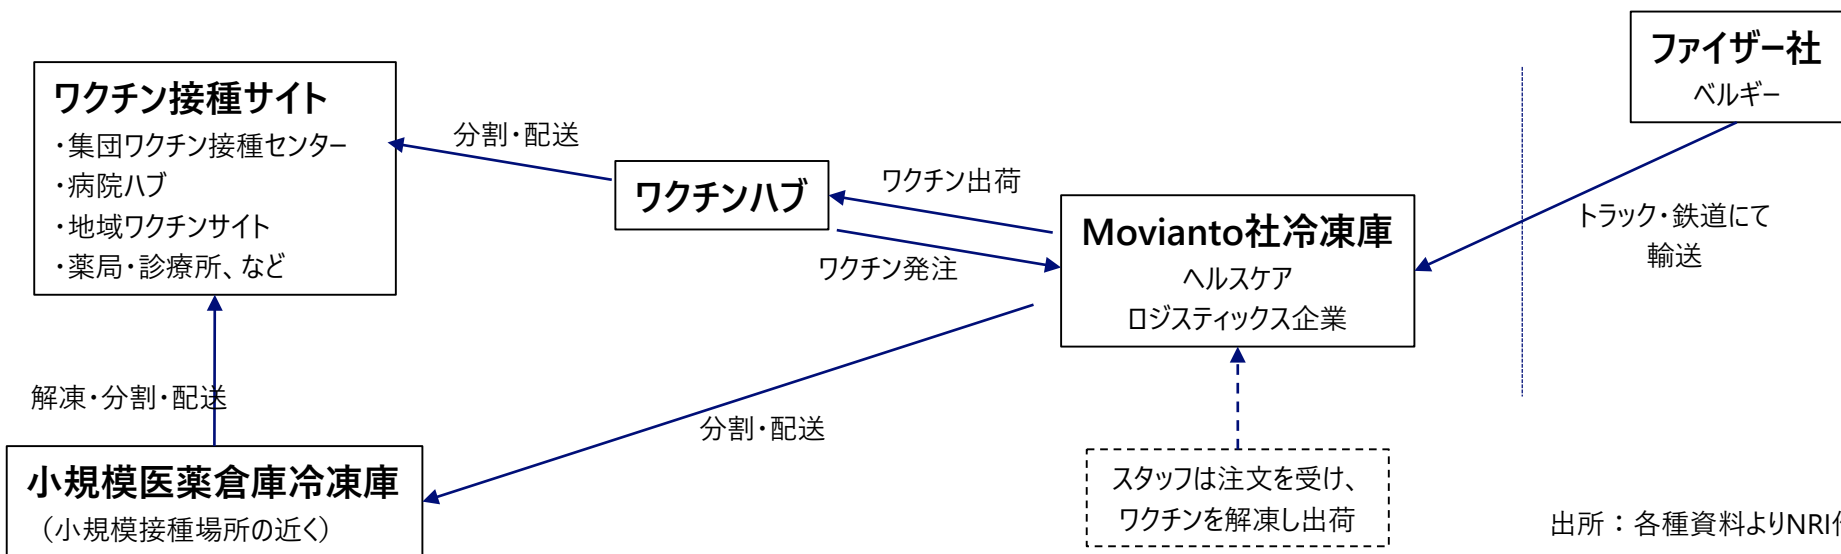 ファイザー社
ベルギー
ワクチン接種サイト
・集団ワクチン接種センター
・病院ハブ
・地域ワクチンサイト
・薬局・診療所、など
分割・配送
ワクチンハブ
ワクチン出荷
ワクチン発注
Movianto社冷凍庫
ヘルスケア
ロジスティックス企業
トラック・鉄道にて
輸送
解凍・分割・配送
分割・配送
小規模医薬倉庫冷凍庫
（小規模接種場所の近く）
スタッフは注文を受け、
ワクチンを解凍し出荷
出所：各種資料よりNRI